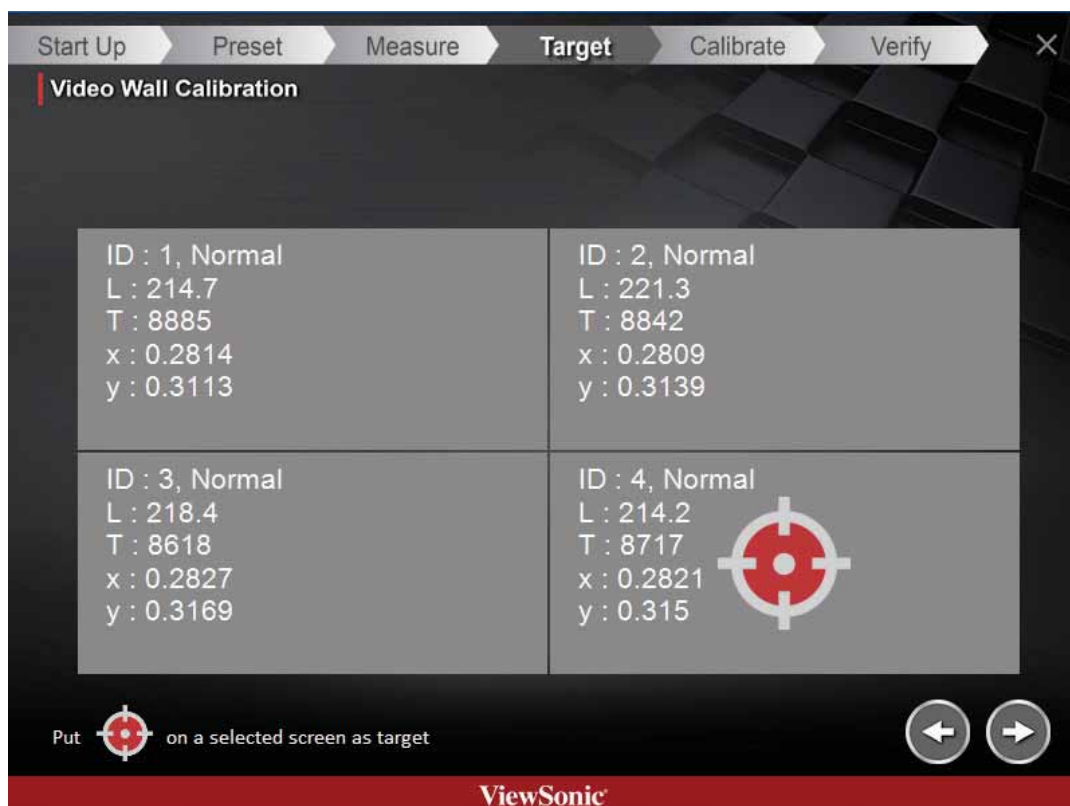 Start Up Preset Measure Target Calibrate Verify
Video Wall Calibration
ID : 1, Normal
L : 214.7
T : 8885
x : 0.2814
y : 0.3113
ID : 2, Normal
L : 221.3
T : 8842
x : 0.2809
y : 0.3139
ID : 3, Normal
L : 218.4
T : 8618
x : 0.2827
y : 0.3169
ID : 4, Normal
L : 214.2
T : 8717
x : 0.2821
y : 0.315
Put on a selected screen as target
ViewSonic